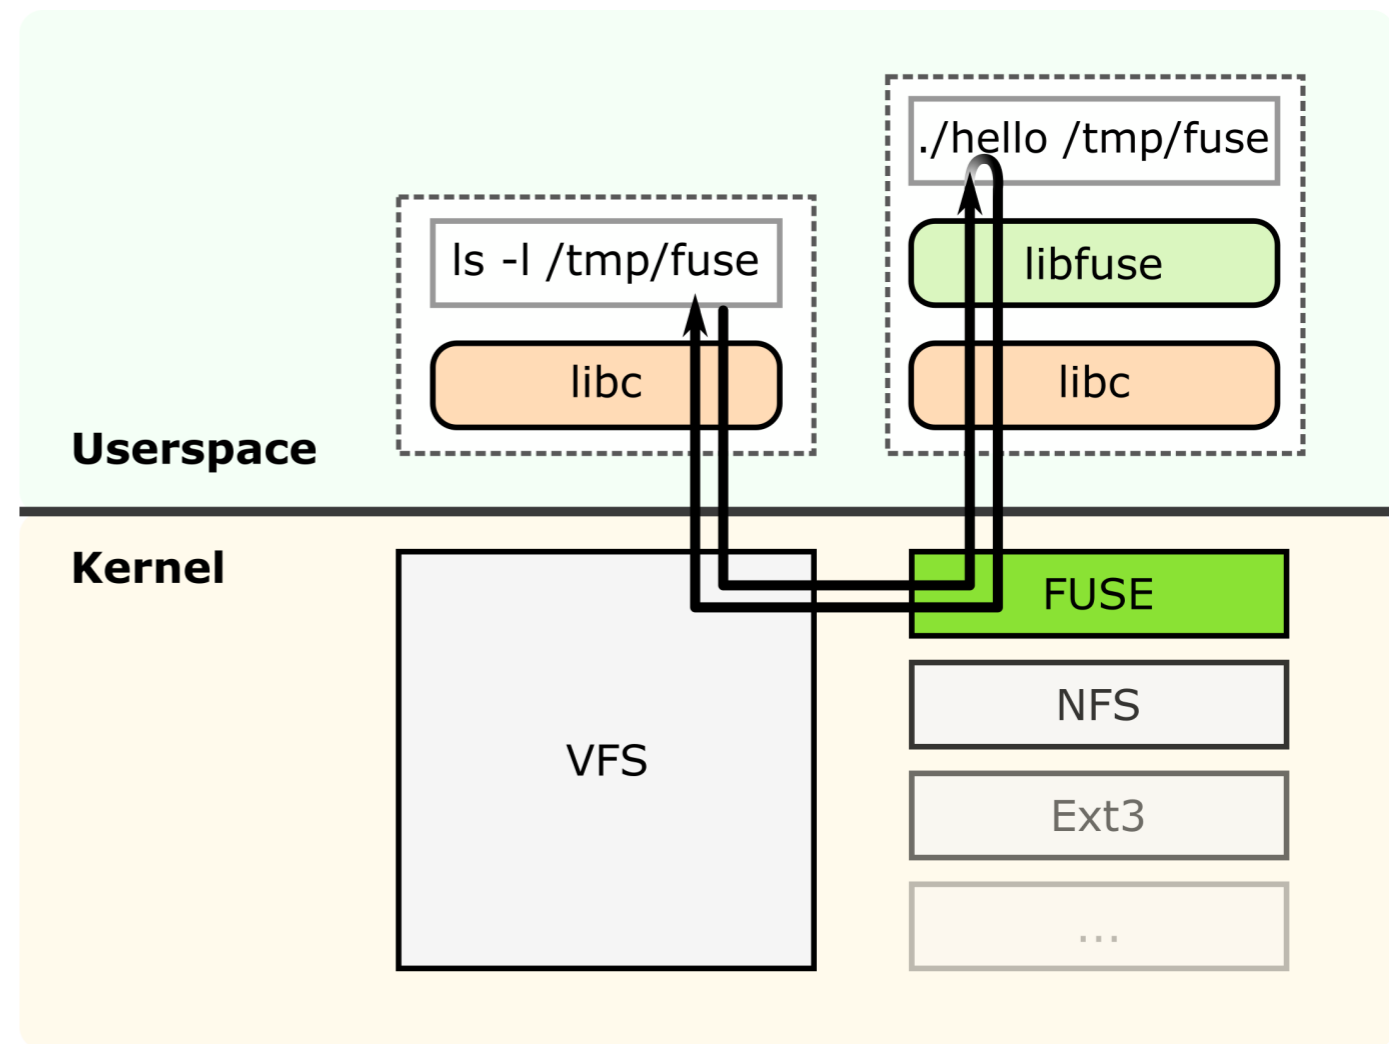 ./hello /tmp/fuse
ls -l /tmp/fuse
libfuse
libc
libc
Userspace
Kernel
FUSE
NFS
VFS
Ext3
...